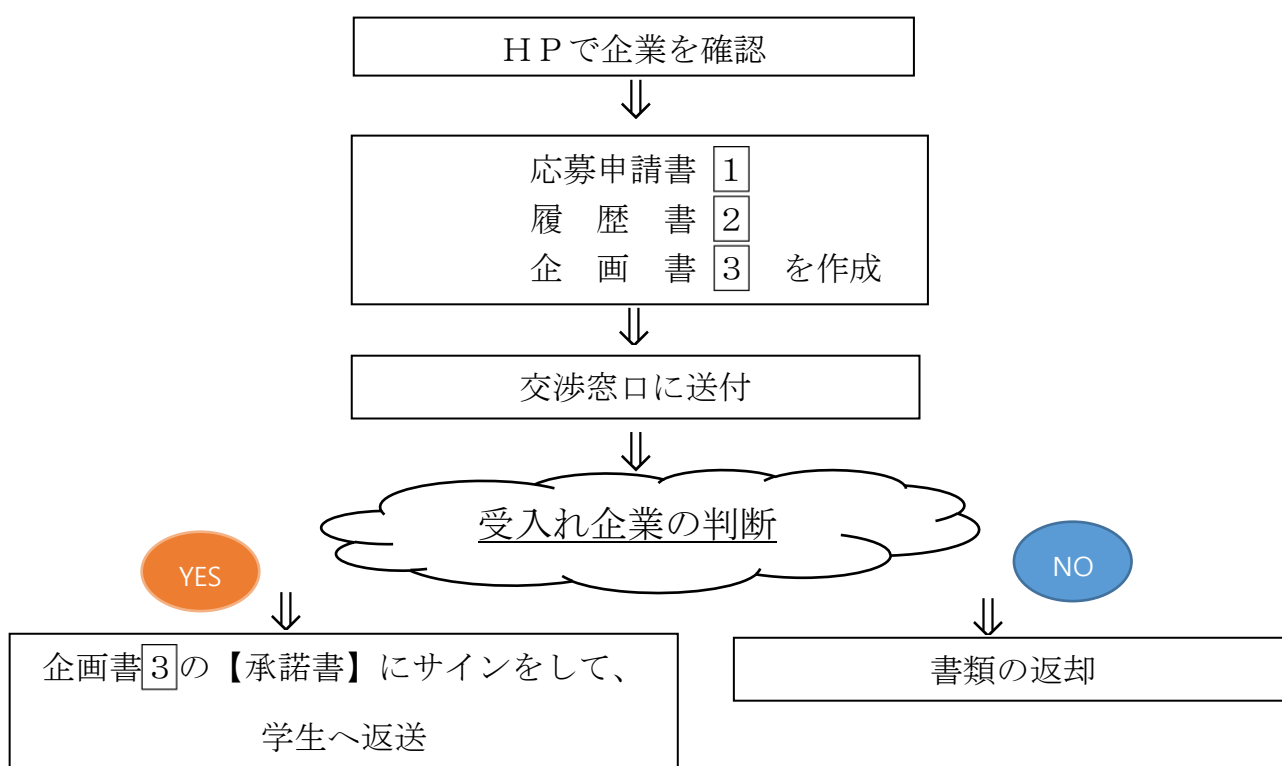 ＨＰで企業を確認
⇓
応募申請書 1
履　歴　書 2
企　画　書 3　を作成
⇓
交渉窓口に送付
⇓
受入れ企業の判断
YES
NO
⇓
⇓
企画書3の【承諾書】にサインをして、
学生へ返送
書類の返却